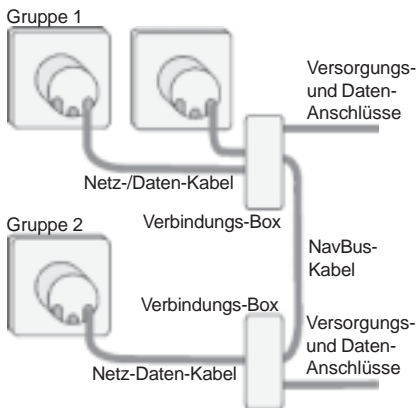 Gruppe 1
Versorgungs-
und Daten-
Anschlüsse
Netz-/Daten-Kabel
Verbindungs-Box
Gruppe 2
NavBus-
Kabel
Verbindungs-Box
Versorgungs-
und Daten-
Anschlüsse
Netz-Daten-Kabel